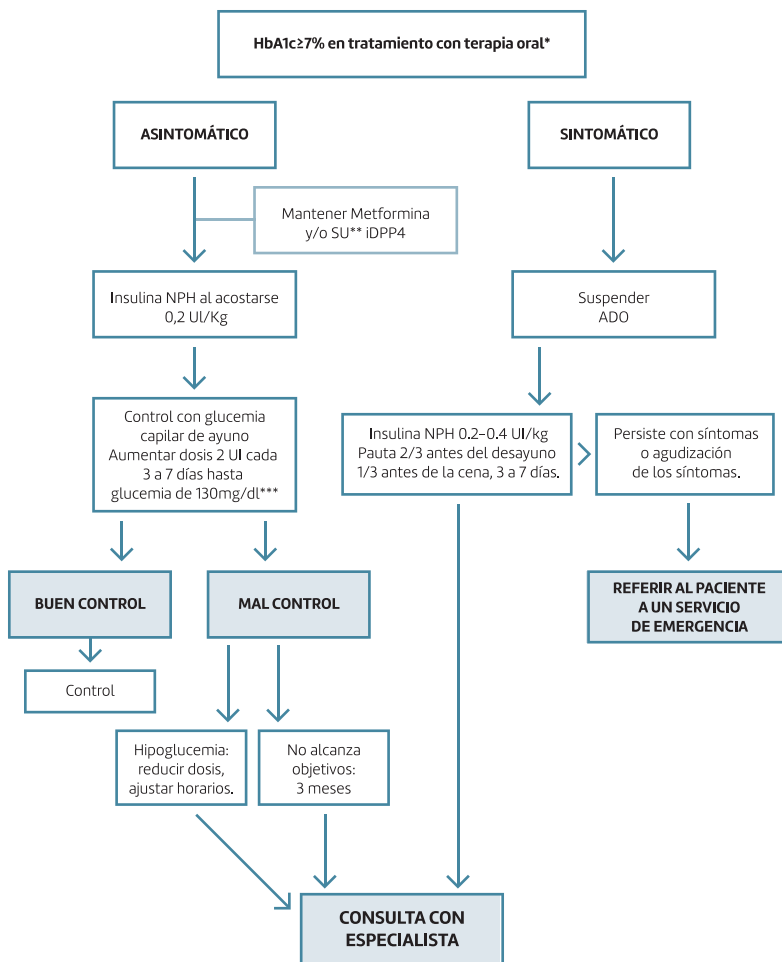 HbA1c≥7% en tratamiento con terapia oral*
ASINTOMÁTICO
SINTOMÁTICO
Mantener Metformina
y/o SU** iDPP4
Insulina NPH al acostarse
0,2 UI/Kg
Suspender
ADO
Control con glucemia
capilar de ayuno
Aumentar dosis 2 UI cada
3 a 7 días hasta
glucemia de 130mg/dl***
Insulina NPH 0.2-0.4 UI/kg
Pauta 2/3 antes del desayuno
1/3 antes de la cena, 3 a 7 días.
Persiste con síntomas
o agudización
de los síntomas.
BUEN CONTROL
MAL CONTROL
REFERIR AL PACIENTE
A UN SERVICIO
DE EMERGENCIA
Control
Hipoglucemia:
reducir dosis,
ajustar horarios.
No alcanza
objetivos:
3 meses
CONSULTA CON
ESPECIALISTA